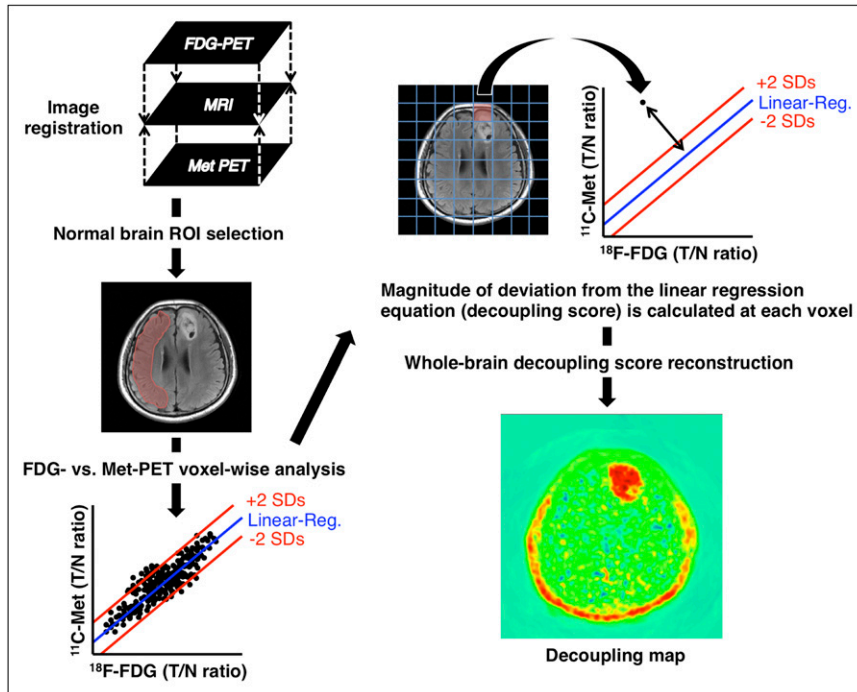 FDG-PET
Image
registration
MRI
Met PET
Normal brain ROI selection
FDG- vs. Met-PET voxel-wise analysis
+2 SDs
Linear-Reg.
-2 SDs
¹¹C-Met (T/N ratio)
¹⁸F-FDG (T/N ratio)
+2 SDs
Linear-Reg.
-2 SDs
¹¹C-Met (T/N ratio)
¹⁸F-FDG (T/N ratio)
Magnitude of deviation from the linear regression
equation (decoupling score) is calculated at each voxel
Whole-brain decoupling score reconstruction
Decoupling map